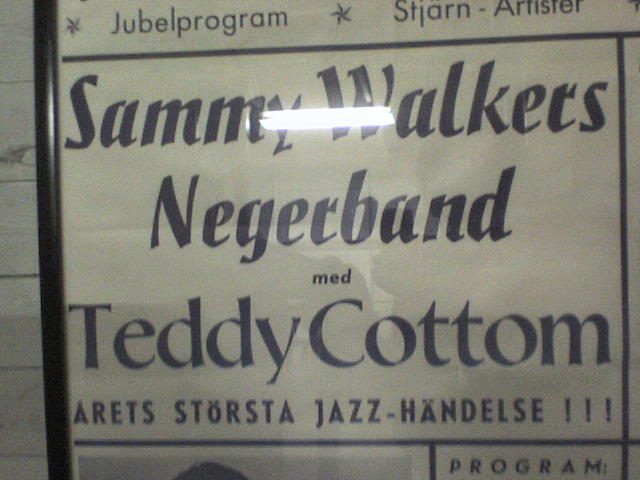 Jubelprogram * Stjärn-Artister
Sammy Walkers
Negerband
med
Teddy Cottom
ÅRETS STÖRSTA JAZZ-HÄNDELSE !!!
PROGRAM: